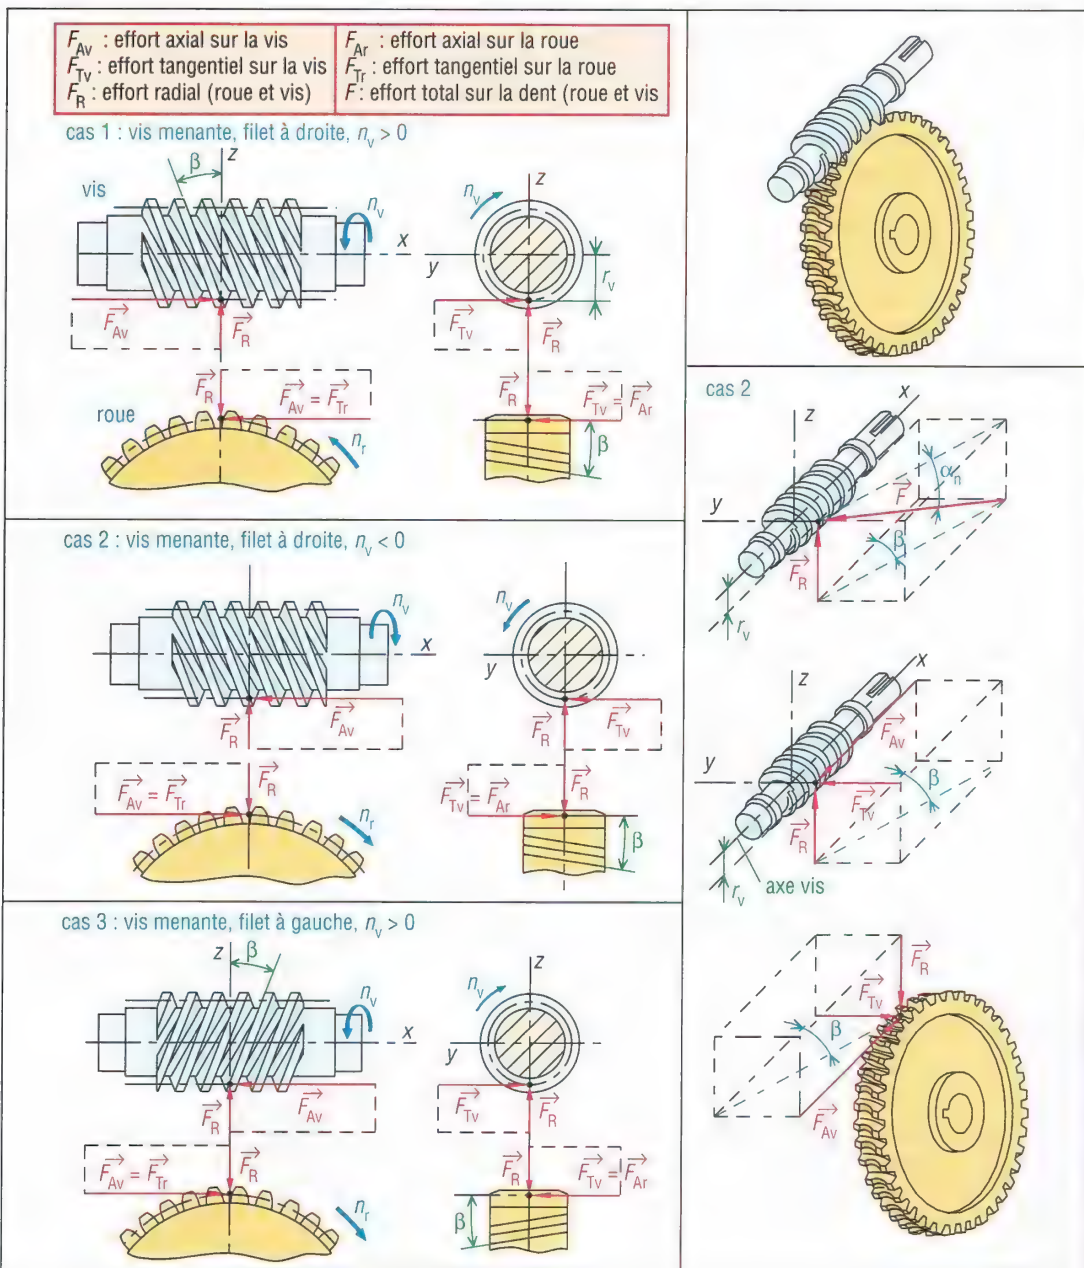 F_Av : effort axial sur la vis
F_Tv : effort tangentiel sur la vis
F_R : effort radial (roue et vis)
F_Ar : effort axial sur la roue
F_Tr : effort tangentiel sur la roue
F : effort total sur la dent (roue et vis
cas 1 : vis menante, filet à droite, n_v > 0
β
z
vis
n_v
x
F_Av
F_R
F_R
roue
F_Av = F_Tr
n_r
n_v
z
y
r_v
F_Tv
F_R
F_R
F_Tv = F_Ar
β
cas 2 : vis menante, filet à droite, n_v < 0
n_v
x
F_R
F_Av
F_Av = F_Tr
F_R
n_r
n_v
y
F_Tv
F_R
F_Tv = F_Ar
F_R
β
cas 3 : vis menante, filet à gauche, n_v > 0
z
β
n_v
x
F_R
F_Av
F_Av = F_Tr
F_R
n_r
n_v
z
y
F_Tv
F_R
F_R
F_Tv = F_Ar
β
cas 2
x
z
α_n
y
F
β
F_R
r_v
x
z
F_Av
y
β
F_Tv
F_R
r_v
axe vis
F_R
F_Tv
β
F_Av